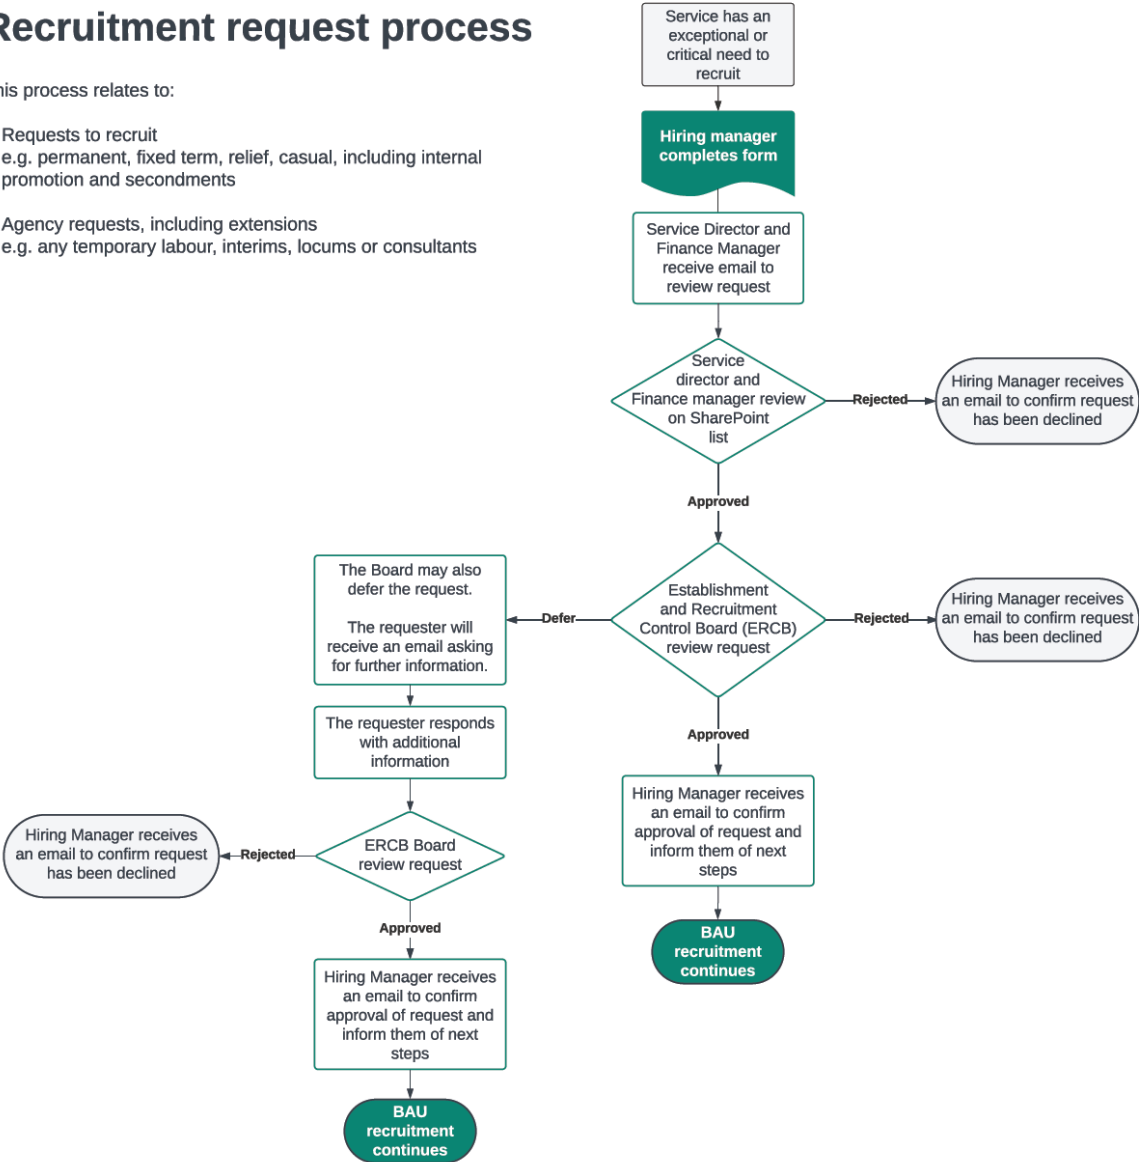 Recruitment request process
his process relates to:
Requests to recruit
e.g. permanent, fixed term, relief, casual, including internal
promotion and secondments
Agency requests, including extensions
e.g. any temporary labour, interims, locums or consultants
Service has an
exceptional or
critical need to
recruit
Hiring manager
completes form
Service Director and
Finance Manager
receive email to
review request
Service
director and
Finance manager review
on SharePoint
list
Rejected
Hiring Manager receives
an email to confirm request
has been declined
Approved
Establishment
and Recruitment
Control Board (ERCB)
review request
Rejected
Hiring Manager receives
an email to confirm request
has been declined
Defer
The Board may also
defer the request.
The requester will
receive an email asking
for further information.
The requester responds
with additional
information
ERCB Board
review request
Rejected
Hiring Manager receives
an email to confirm request
has been declined
Approved
Hiring Manager receives
an email to confirm
approval of request and
inform them of next
steps
BAU
recruitment
continues
Approved
Hiring Manager receives
an email to confirm
approval of request and
inform them of next
steps
BAU
recruitment
continues